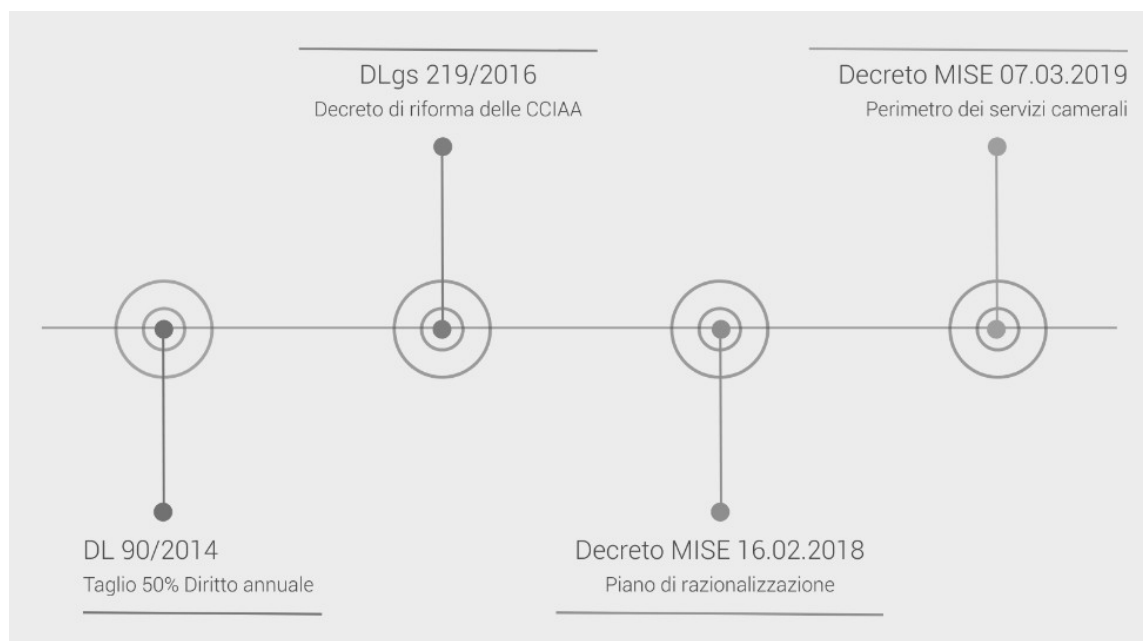 DLgs 219/2016
Decreto di riforma delle CCIAA
Decreto MISE 07.03.2019
Perimetro dei servizi camerali
DL 90/2014
Taglio 50% Diritto annuale
Decreto MISE 16.02.2018
Piano di razionalizzazione